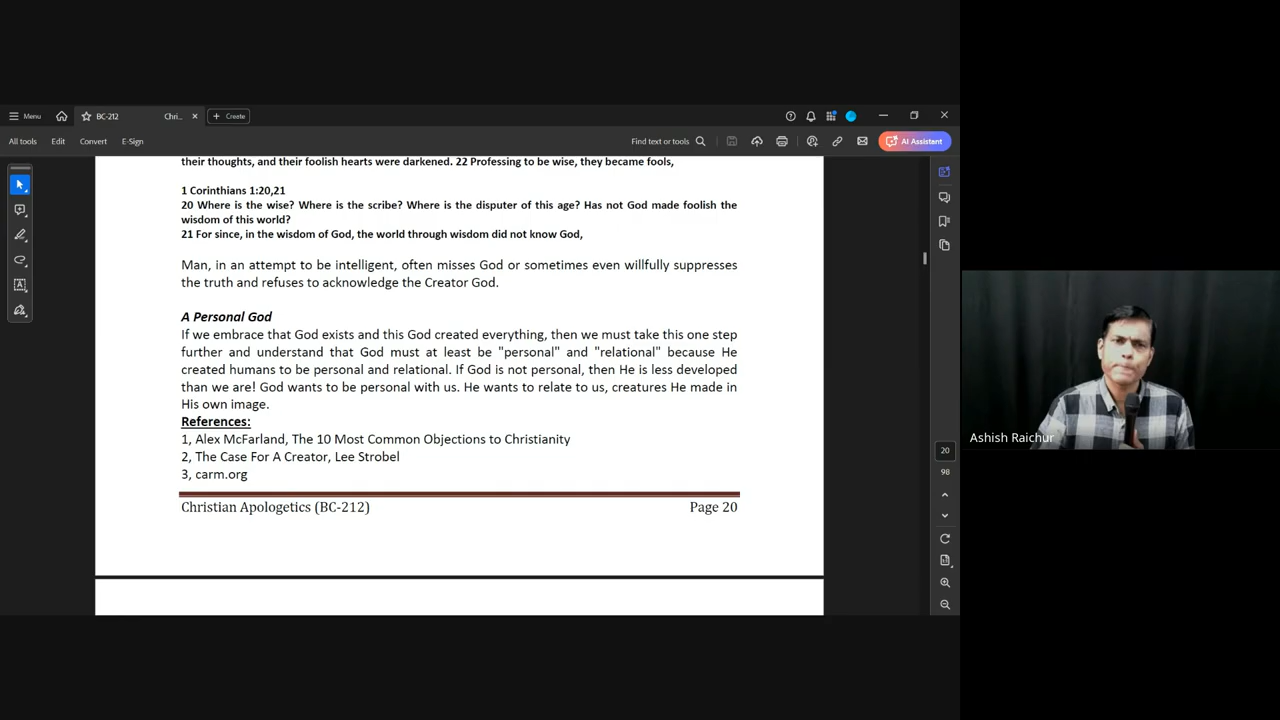 Menu
BC-212
Chri...
Create
All tools
Edit
Convert
E-Sign
Find text or tools
AI Assistant
their thoughts, and their foolish hearts were darkened. 22 Professing to be wise, they became fools,
1 Corinthians 1:20,21
20 Where is the wise? Where is the scribe? Where is the disputer of this age? Has not God made foolish the
wisdom of this world?
21 For since, in the wisdom of God, the world through wisdom did not know God,
Man, in an attempt to be intelligent, often misses God or sometimes even willfully suppresses
the truth and refuses to acknowledge the Creator God.
A Personal God
If we embrace that God exists and this God created everything, then we must take this one step
further and understand that God must at least be "personal" and "relational" because He
created humans to be personal and relational. If God is not personal, then He is less developed
than we are! God wants to be personal with us. He wants to relate to us, creatures He made in
His own image.
References:
1, Alex McFarland, The 10 Most Common Objections to Christianity
2, The Case For A Creator, Lee Strobel
3, carm.org
Christian Apologetics (BC-212)
Page 20
20
98
Ashish Raichur